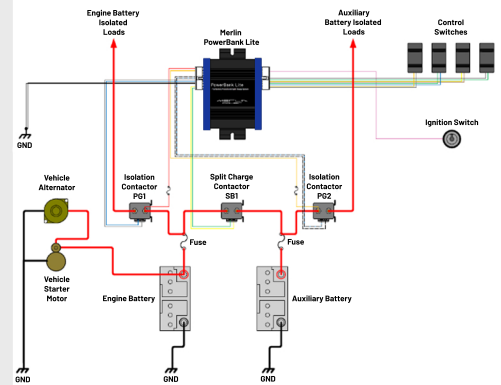 Engine Battery
Isolated
Loads
Merlin
PowerBank Lite
Auxiliary
Battery Isolated
Loads
Control
Switches
PowerBank Lite
Ignition Switch
GND
Vehicle
Alternator
Isolation
Contactor
PG1
Split Charge
Contactor
SB1
Isolation
Contactor
PG2
Fuse
Fuse
Vehicle
Starter
Motor
Engine Battery
Auxiliary Battery
GND
GND
GND